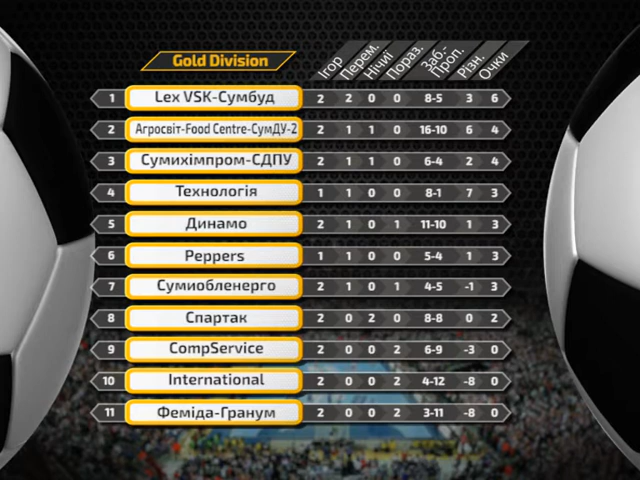 Gold Division
Ігор Перем. Нічиї Пораз. Заб.-Проп. Різн. Очки
1 Lex VSK-Сумбуд 2 2 0 0 8-5 3 6
2 Агросвіт-Food Centre-СумДУ-2 2 1 1 0 16-10 6 4
3 Сумихімпром-СДПУ 2 1 1 0 6-4 2 4
4 Технологія 1 1 0 0 8-1 7 3
5 Динамо 2 1 0 1 11-10 1 3
6 Peppers 1 1 0 0 5-4 1 3
7 Сумиобленерго 2 1 0 1 4-5 -1 3
8 Спартак 2 0 2 0 8-8 0 2
9 CompService 2 0 0 2 6-9 -3 0
10 International 2 0 0 2 4-12 -8 0
11 Феміда-Гранум 2 0 0 2 3-11 -8 0